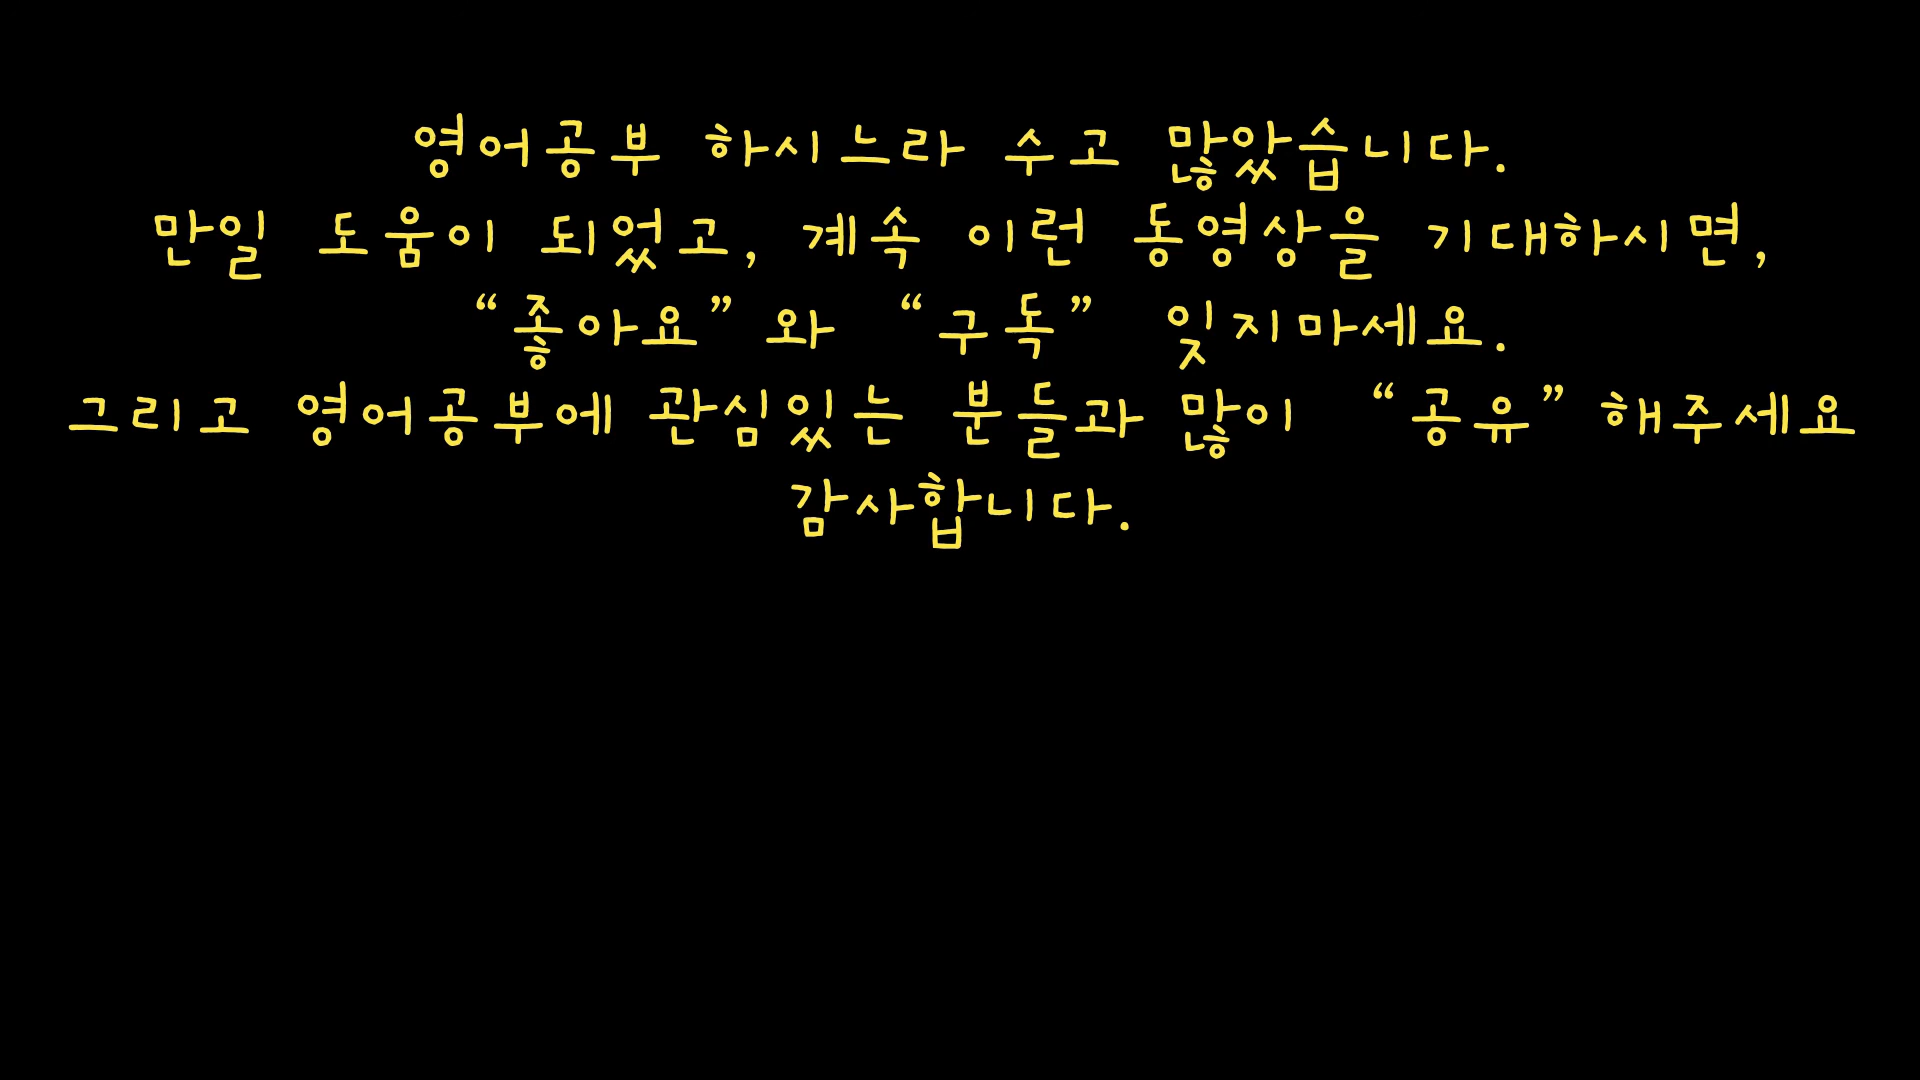 영어공부 하시느라 수고 많았습니다.
만일 도움이 되었고, 계속 이런 동영상을 기대하시면,
“좋아요”와 “구독” 잊지마세요.
그리고 영어공부에 관심있는 분들과 많이 “공유”해주세요
감사합니다.